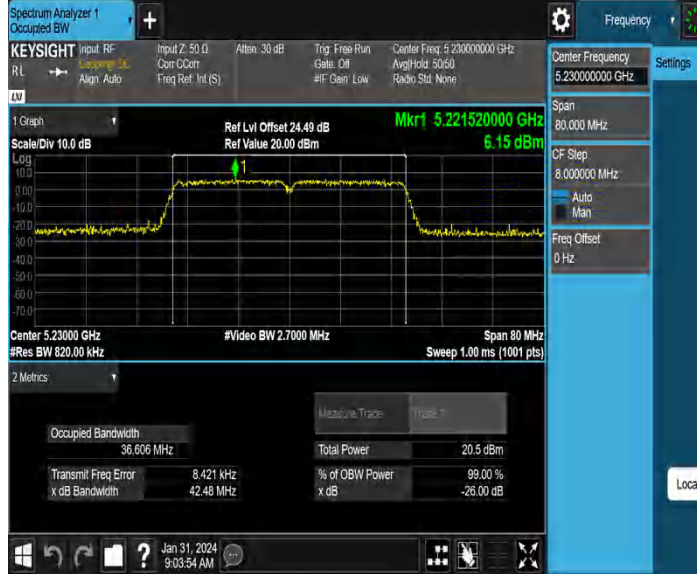 Spectrum Analyzer 1
Occupied BW
+
Frequency
KEYSIGHT
RL
LXI
Input: RF
Coupling: DC
Align: Auto
Input Z: 50 Ω
Corr CCorr
Freq Ref: Int (S)
Atten: 30 dB
Trig: Free Run
Gate: Off
#IF Gain: Low
Center Freq: 5.230000000 GHz
Avg|Hold: 50/50
Radio Std: None
1 Graph
Scale/Div 10.0 dB
Ref Lvl Offset 24.49 dB
Ref Value 20.00 dBm
Mkr1 5.221520000 GHz
6.15 dBm
Log
10.0
0.00
-10.0
-20.0
-30.0
-40.0
-50.0
-60.0
-70.0
1
Center 5.23000 GHz
#Res BW 820.00 kHz
#Video BW 2.7000 MHz
Span 80 MHz
Sweep 1.00 ms (1001 pts)
2 Metrics
Measure Trace
Trace 1
Occupied Bandwidth
36.606 MHz
Total Power
20.5 dBm
Transmit Freq Error
8.421 kHz
% of OBW Power
99.00 %
x dB Bandwidth
42.48 MHz
x dB
-26.00 dB
Center Frequency
5.230000000 GHz
Settings
Span
80.000 MHz
CF Step
8.000000 MHz
Auto
Man
Freq Offset
0 Hz
Loca
?
Jan 31, 2024
9:03:54 AM